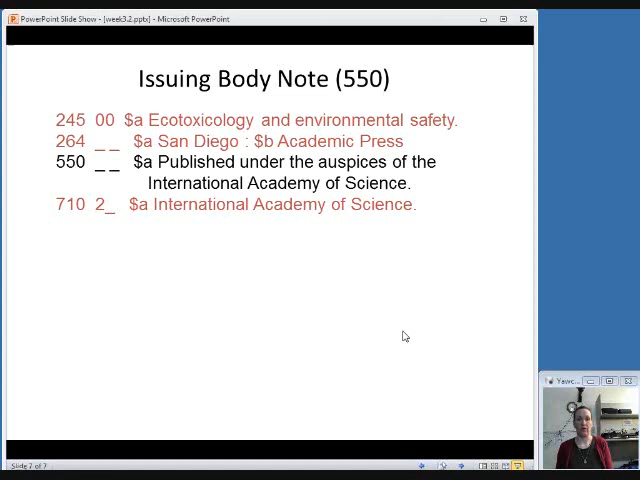 PowerPoint Slide Show - [week3.2.pptx] - Microsoft PowerPoint
Issuing Body Note (550)
245 00 $a Ecotoxicology and environmental safety.
264 _ _ $a San Diego : $b Academic Press
550 _ _ $a Published under the auspices of the
International Academy of Science.
710 2_ $a International Academy of Science.
Yawc...
Slide 7 of 7